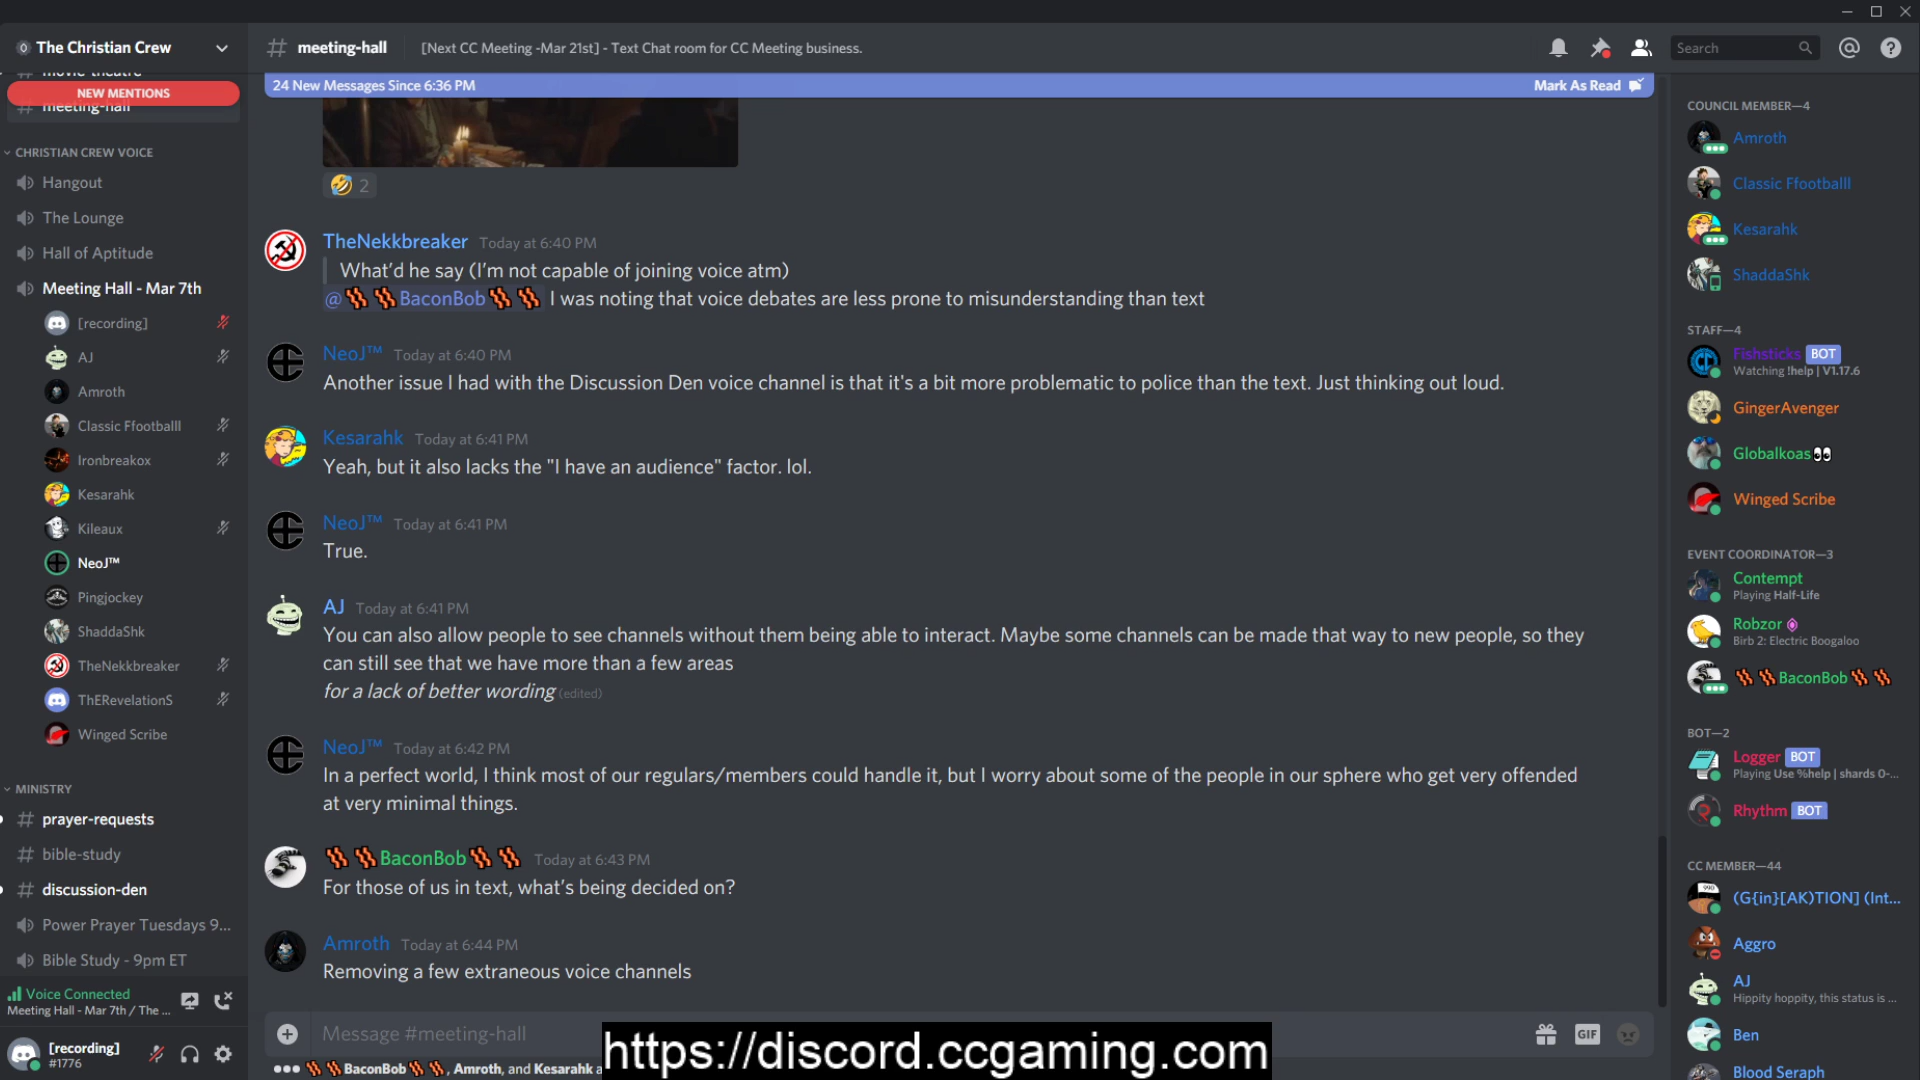 The Christian Crew
movie-theatre
NEW MENTIONS
meeting-hall
CHRISTIAN CREW VOICE
Hangout
The Lounge
Hall of Aptitude
Meeting Hall - Mar 7th
[recording]
AJ
Amroth
Classic Ffootballl
Ironbreakox
Kesarahk
Kileaux
NeoJ™
Pingjockey
ShaddaShk
TheNekkbreaker
ThERevelationS
Winged Scribe
MINISTRY
prayer-requests
bible-study
discussion-den
Power Prayer Tuesdays 9...
Bible Study - 9pm ET
Voice Connected
Meeting Hall - Mar 7th / The ...
[recording]
#1776
# meeting-hall [Next CC Meeting -Mar 21st] - Text Chat room for CC Meeting business.
Search
24 New Messages Since 6:36 PM Mark As Read
2
TheNekkbreaker Today at 6:40 PM
What'd he say (I'm not capable of joining voice atm)
@BaconBob I was noting that voice debates are less prone to misunderstanding than text
NeoJ™ Today at 6:40 PM
Another issue I had with the Discussion Den voice channel is that it's a bit more problematic to police than the text. Just thinking out loud.
Kesarahk Today at 6:41 PM
Yeah, but it also lacks the "I have an audience" factor. lol.
NeoJ™ Today at 6:41 PM
True.
AJ Today at 6:41 PM
You can also allow people to see channels without them being able to interact. Maybe some channels can be made that way to new people, so they
can still see that we have more than a few areas
for a lack of better wording (edited)
NeoJ™ Today at 6:42 PM
In a perfect world, I think most of our regulars/members could handle it, but I worry about some of the people in our sphere who get very offended
at very minimal things.
BaconBob Today at 6:43 PM
For those of us in text, what's being decided on?
Amroth Today at 6:44 PM
Removing a few extraneous voice channels
Message #meeting-hall
GIF
BaconBob, Amroth, and Kesarahk a
https://discord.ccgaming.com
COUNCIL MEMBER—4
Amroth
Classic Ffootballl
Kesarahk
ShaddaShk
STAFF—4
Fishsticks BOT
Watching !help | V1.17.6
GingerAvenger
Globalkoas
Winged Scribe
EVENT COORDINATOR—3
Contempt
Playing Half-Life
Robzor
Birb 2: Electric Boogaloo
BaconBob
BOT—2
Logger BOT
Playing Use %help | shards 0-...
Rhythm BOT
CC MEMBER—44
(G{in}[AK)TION] (Int...
Aggro
AJ
Hippity hoppity, this status is ...
Ben
Blood Seraph